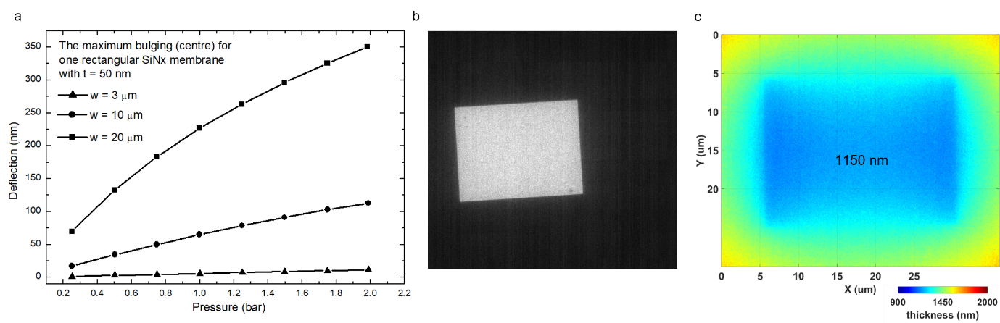 a
350
300
250
200
150
100
50
0
Deflection (nm)
The maximum bulging (centre) for
one rectangular SiNx membrane
with t = 50 nm
w = 3 μm
w = 10 μm
w = 20 μm
0.2 0.4 0.6 0.8 1.0 1.2 1.4 1.6 1.8 2.0 2.2
Pressure (bar)
b
c
0
5
10
15
20
Y (um)
1150 nm
0 5 10 15 20 25
X (um)
900 1450 2000
thickness (nm)